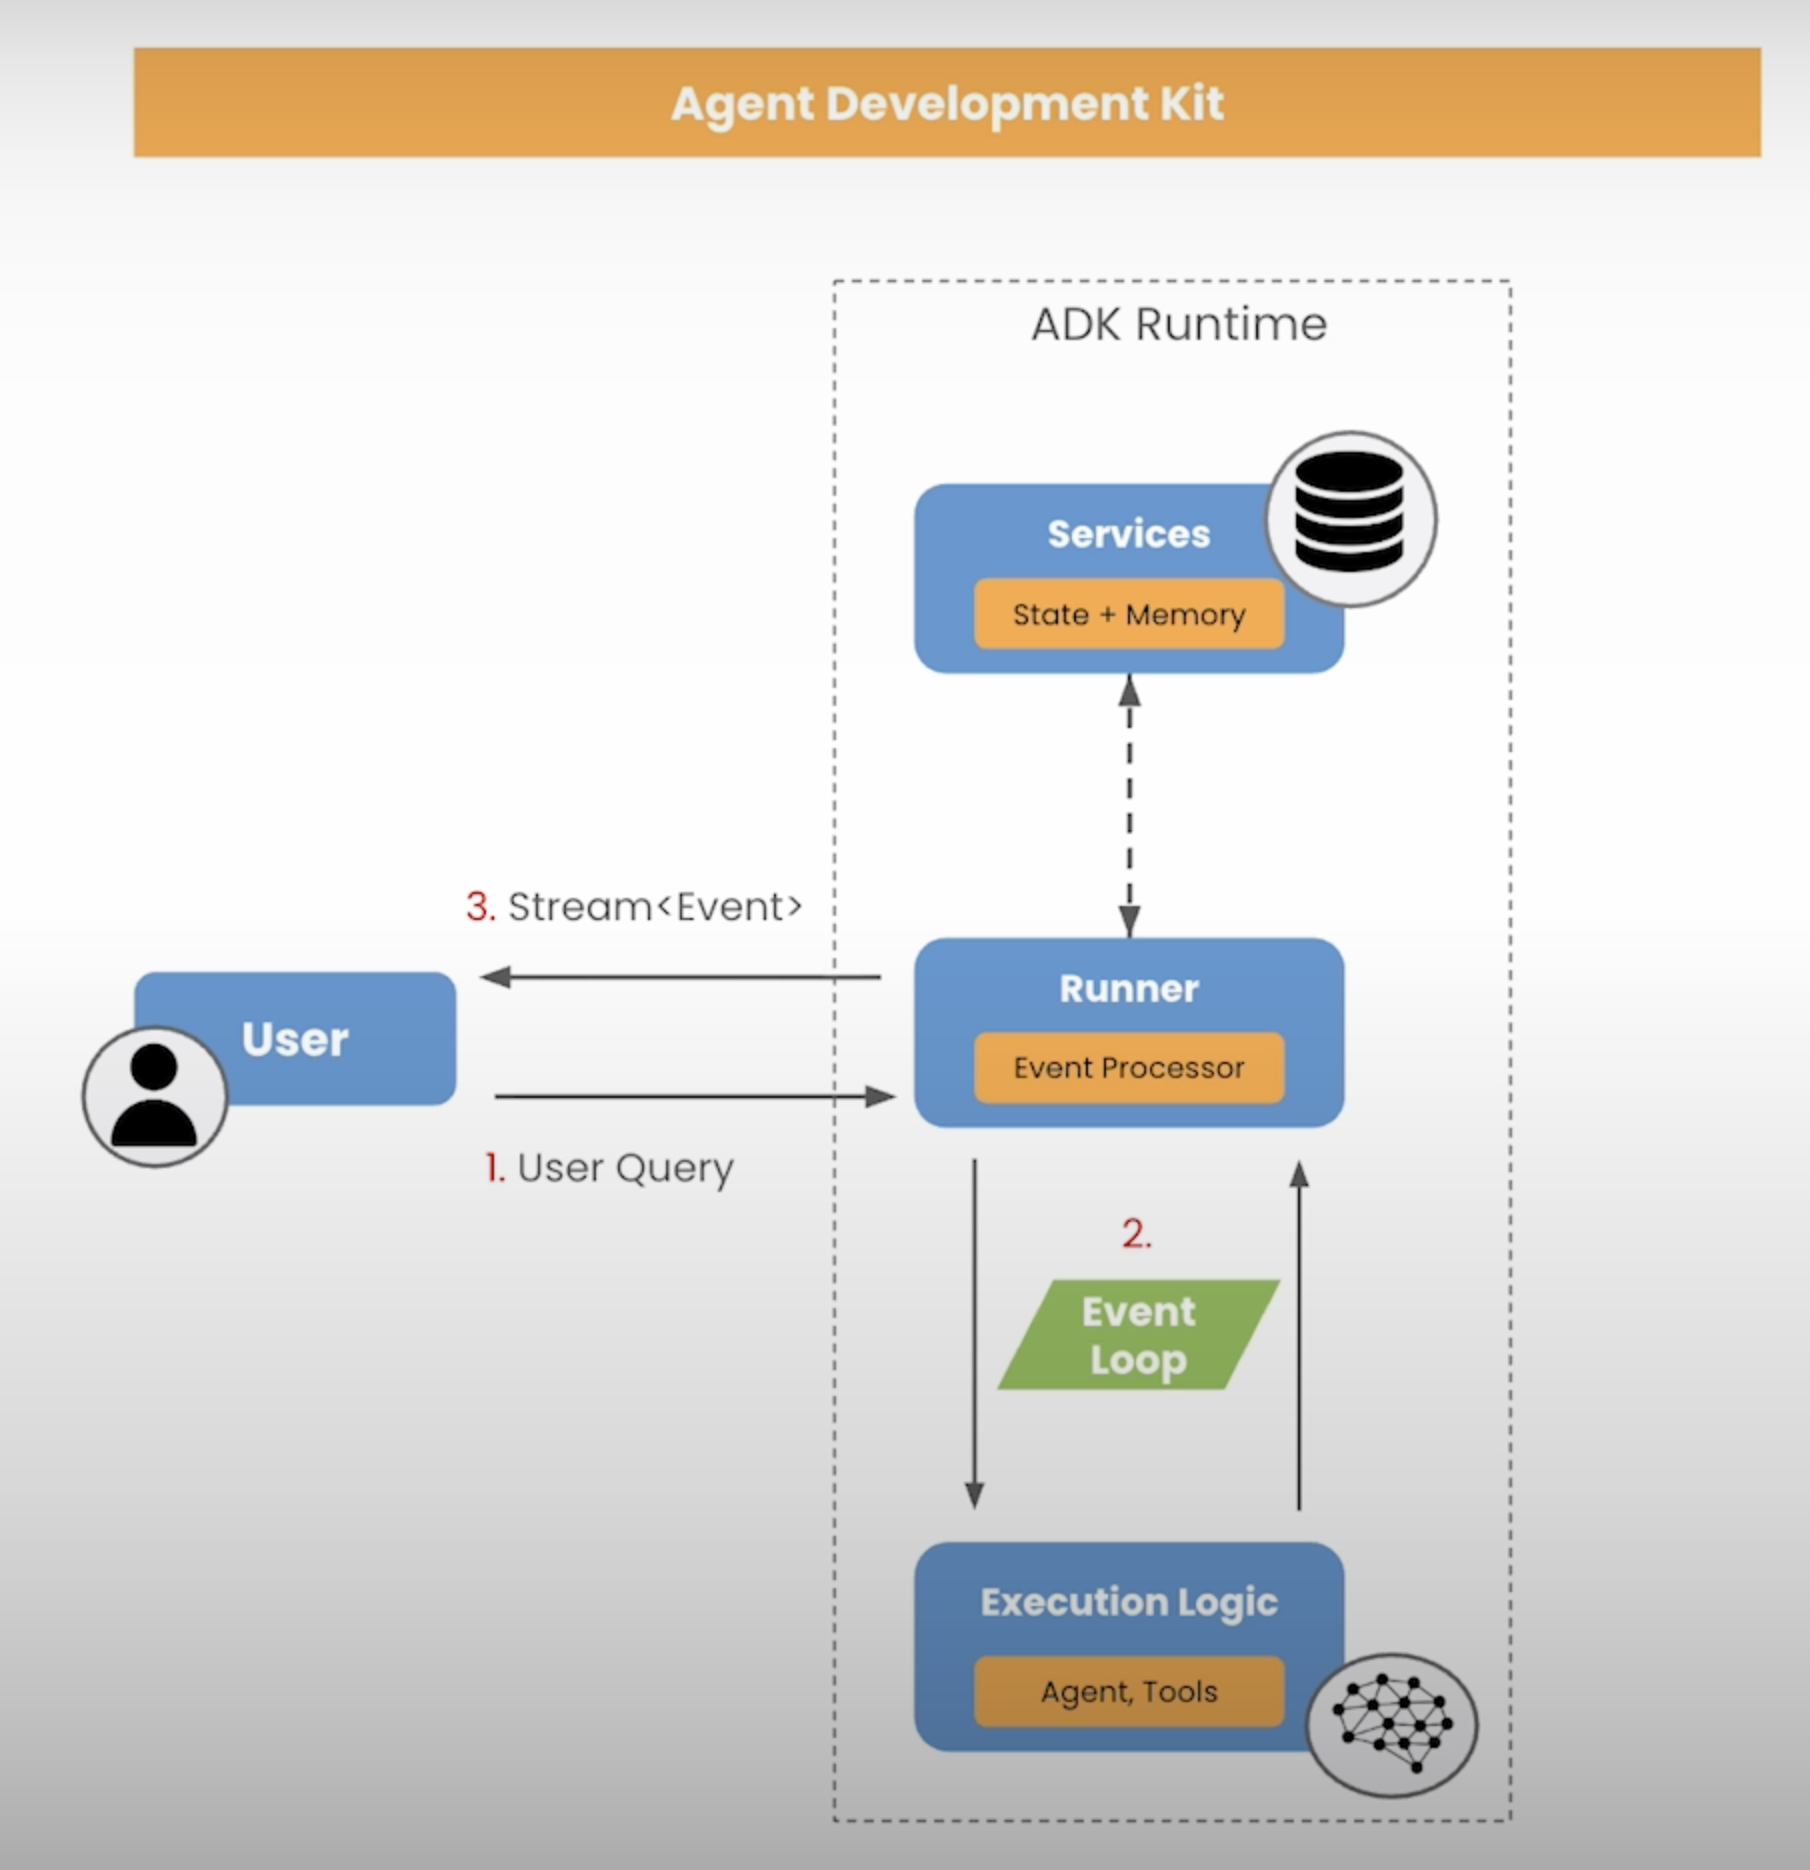 Agent Development Kit
ADK Runtime
Services
State + Memory
3. Stream<Event>
User
Runner
Event Processor
1. User Query
2.
Event
Loop
Execution Logic
Agent, Tools